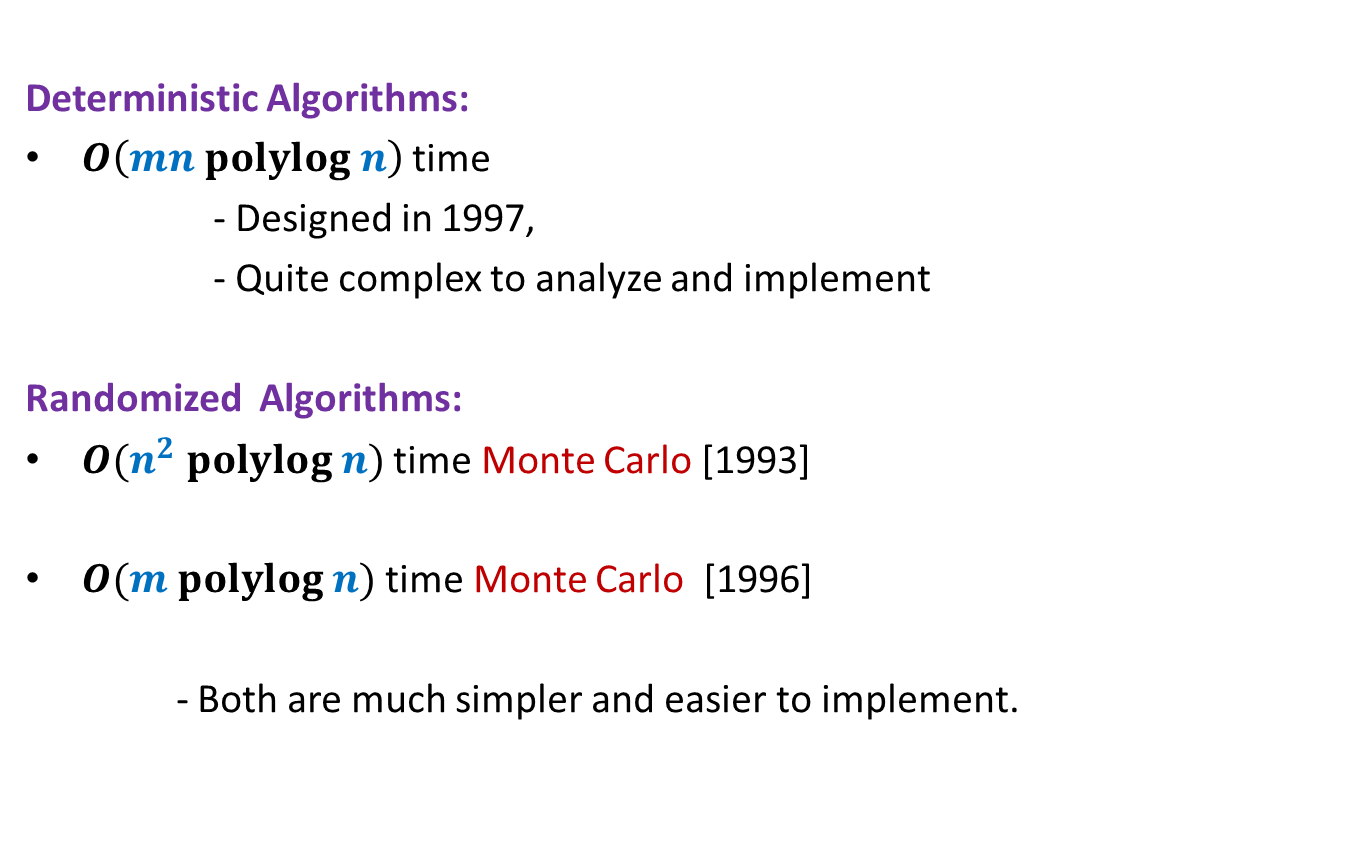 Deterministic Algorithms:
• O(mn polylog n) time
- Designed in 1997,
- Quite complex to analyze and implement
Randomized Algorithms:
• O(n² polylog n) time Monte Carlo [1993]
• O(m polylog n) time Monte Carlo [1996]
- Both are much simpler and easier to implement.